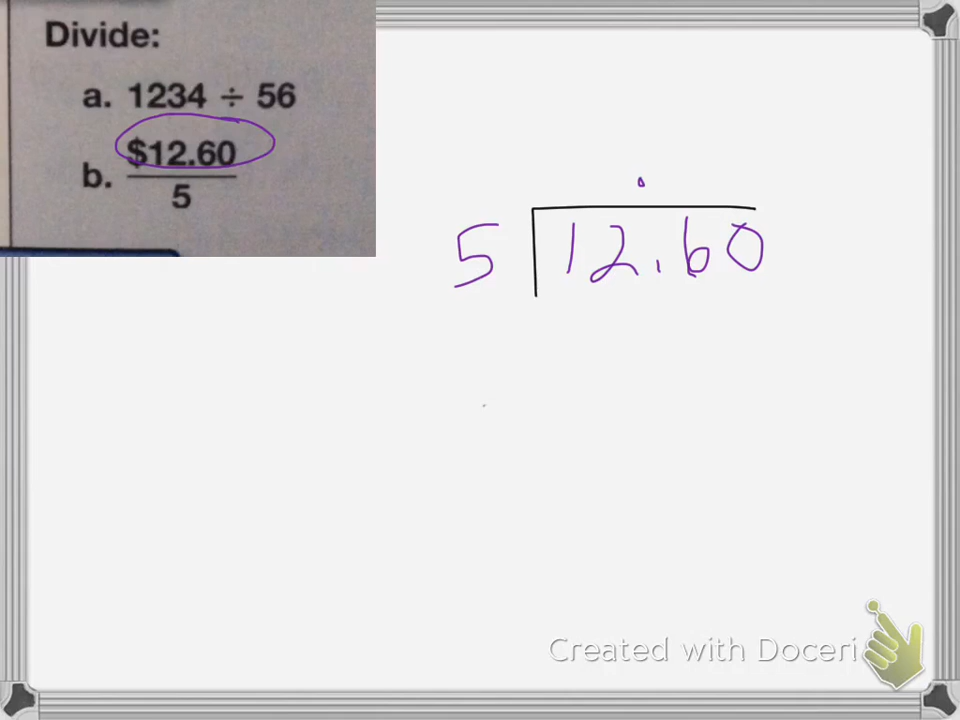 Divide:
a. 1234 ÷ 56
b. $12.60
5
.
5 12.60
Created with Doceri